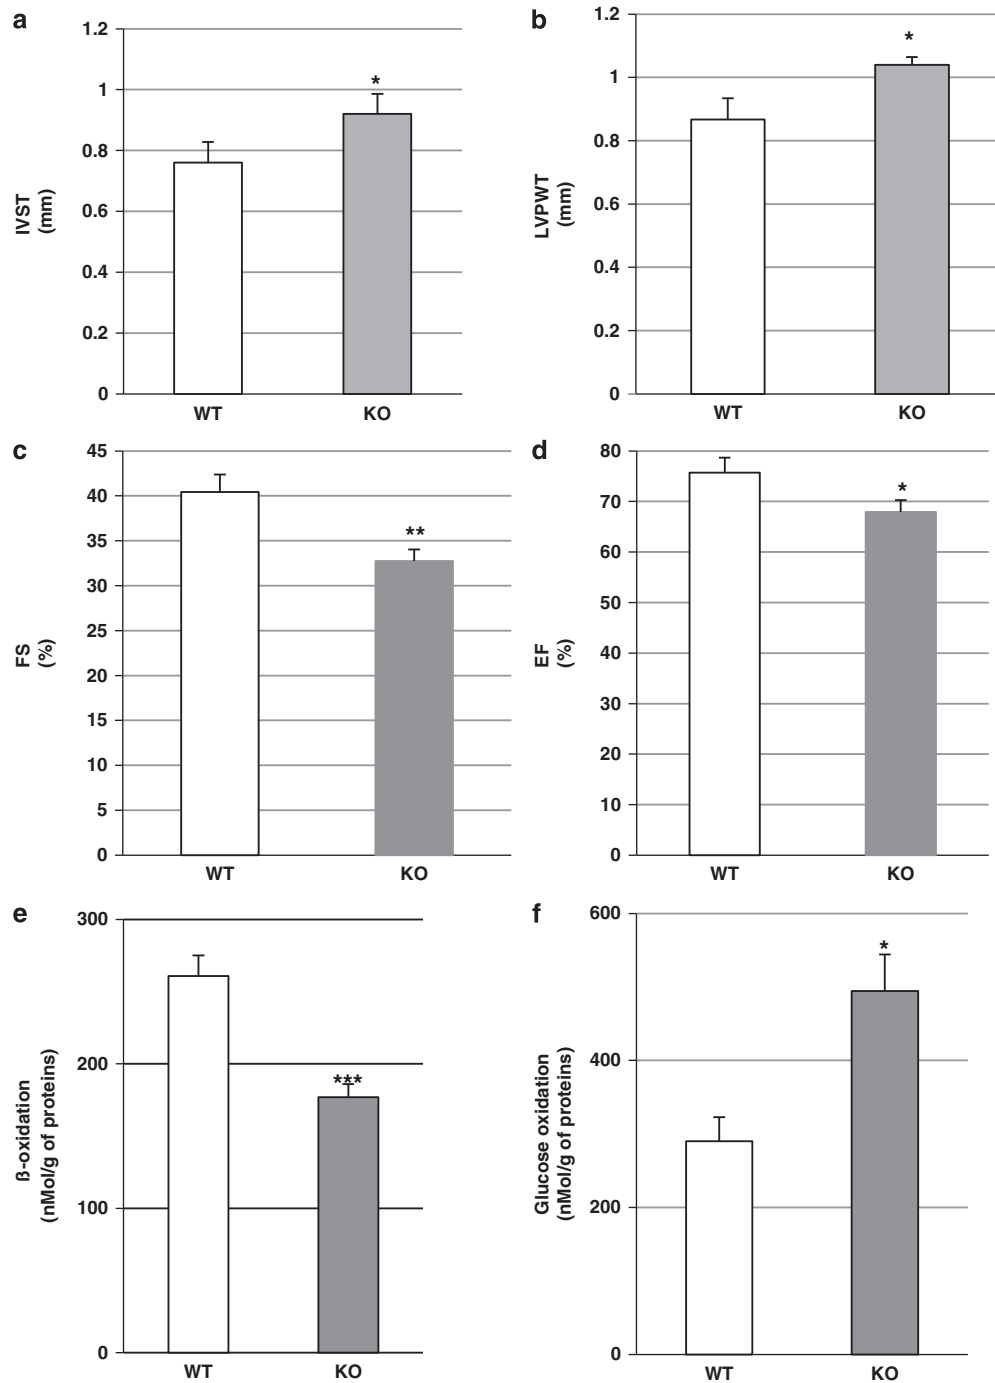 a
1.2
1
0.8
0.6
0.4
0.2
0
IVST
(mm)
*
WT KO
b
1.2
1
0.8
0.6
0.4
0.2
0
LVPWT
(mm)
*
WT KO
c
45
40
35
30
25
20
15
10
5
0
FS
(%)
**
WT KO
d
80
70
60
50
40
30
20
10
0
EF
(%)
*
WT KO
e
300
200
100
0
ß-oxidation
(nMol/g of proteins)
***
WT KO
f
600
400
200
0
Glucose oxidation
(nMol/g of proteins)
*
WT KO